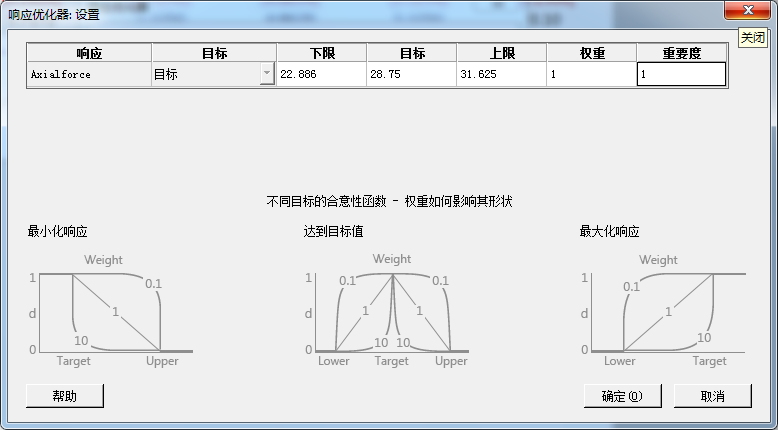 响应优化器: 设置
0.10
关闭
响应 目标 下限 目标 上限 权重 重要度
Axialforce 目标 22.886 28.75 31.625 1 1
不同目标的合意性函数 - 权重如何影响其形状
最小化响应 达到目标值 最大化响应
Weight Weight Weight
1 0.1 1 0.1 0.1 1 0.1
d 1 d 1 1 d 1
0 10 0 10 10 0 10
Target Upper Lower Target Upper Lower Target
帮助 确定(O) 取消